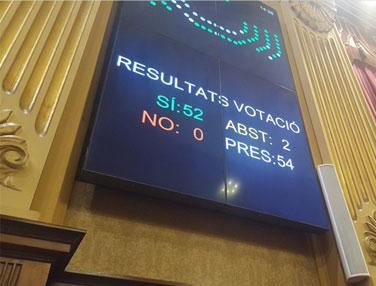 RESULTATS VOTACIÓ
SÍ:52 ABST: 2
NO: 0 PRES:54